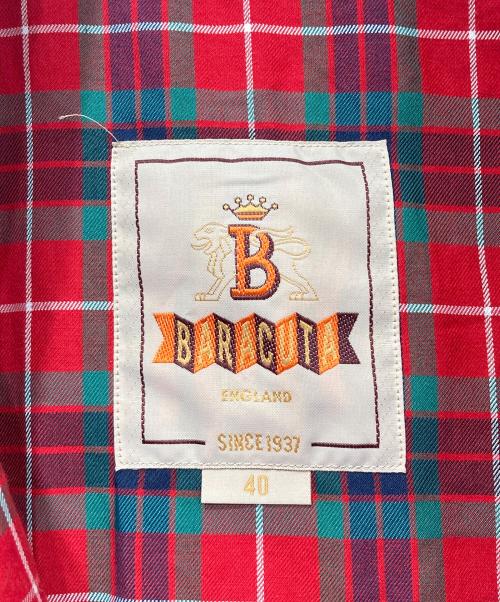 B
BARACUTA
ENGLAND
SINCE 1937
40